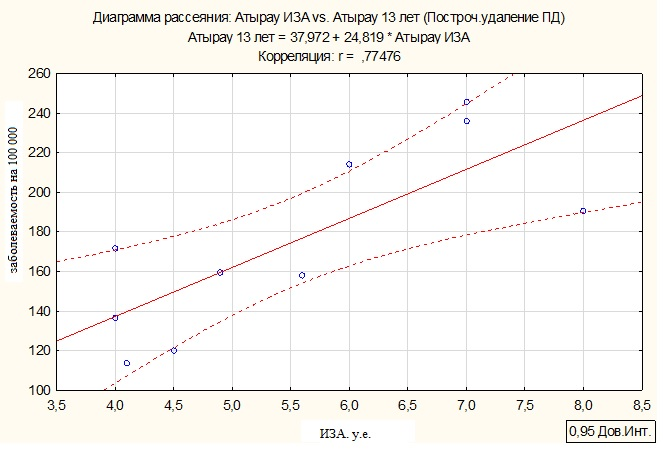 Диаграмма рассеяния: Атырау ИЗА vs. Атырау 13 лет (Построч.удаление ПД)
Атырау 13 лет = 37,972 + 24,819 * Атырау ИЗА
Корреляция: r = ,77476
заболеваемость на 100 000
260
240
220
200
180
160
140
120
100
3,5 4,0 4,5 5,0 5,5 6,0 6,5 7,0 7,5 8,0 8,5
ИЗА. у.е.
0,95 Дов.Инт.